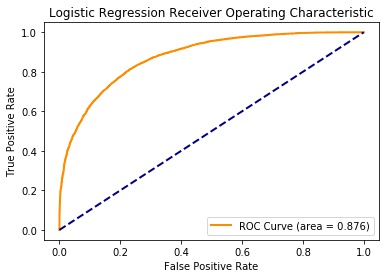 Logistic Regression Receiver Operating Characteristic
True Positive Rate
1.0
0.8
0.6
0.4
0.2
0.0
ROC Curve (area = 0.876)
0.0 0.2 0.4 0.6 0.8 1.0
False Positive Rate